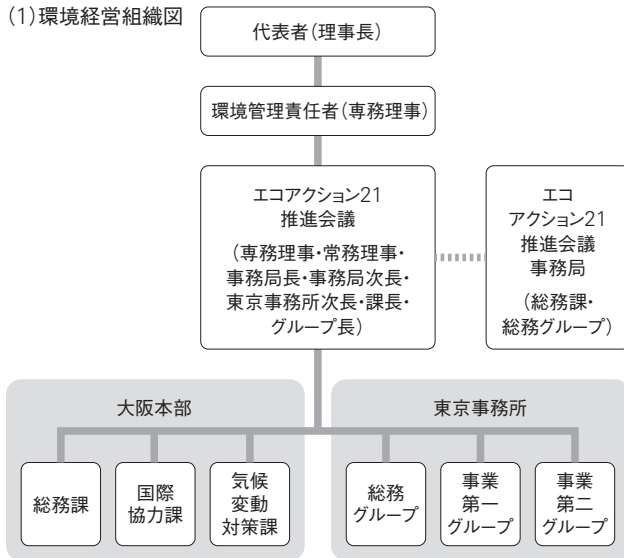 (1)環境経営組織図
代表者(理事長)
環境管理責任者(専務理事)
エコアクション21
推進会議
(専務理事・常務理事・
事務局長・事務局次長・
東京事務所次長・課長・
グループ長)
エコ
アクション21
推進会議
事務局
(総務課・
総務グループ)
大阪本部
総務課
国際
協力課
気候
変動
対策課
東京事務所
総務
グループ
事業
第一
グループ
事業
第二
グループ